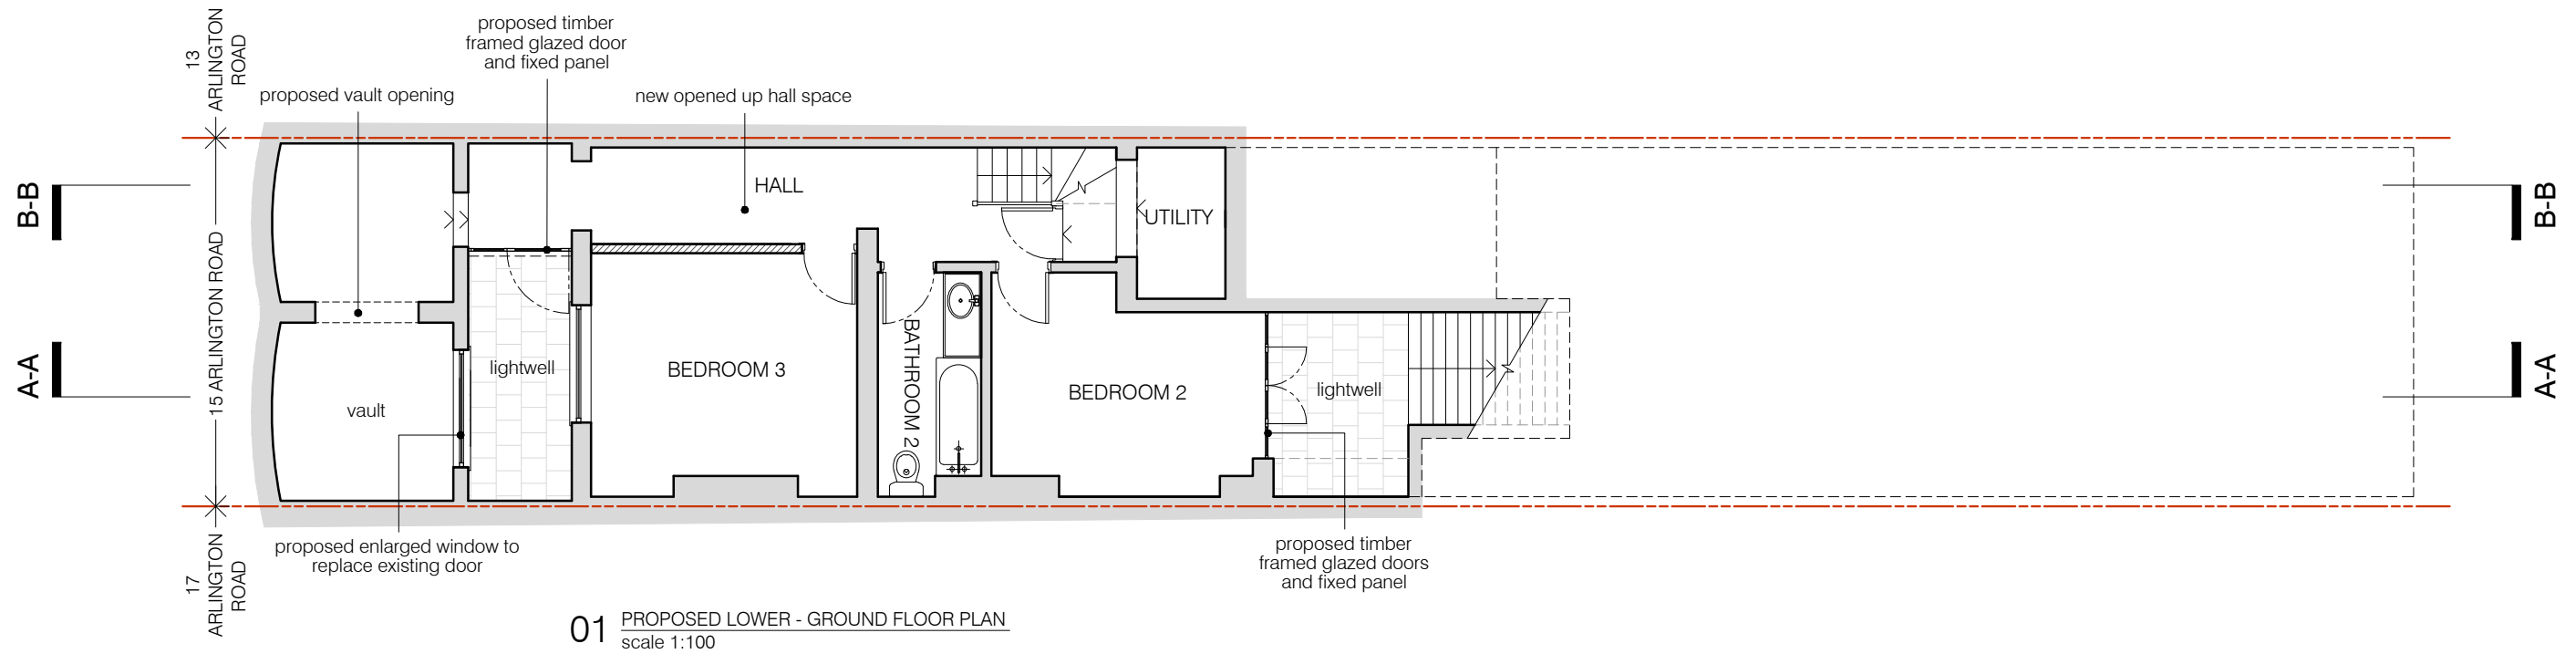 13
ARLINGTON
ROAD
proposed timber
framed glazed door
and fixed panel
proposed vault opening
new opened up hall space
B-B
HALL
UTILITY
B-B
15 ARLINGTON ROAD
A-A
lightwell
BEDROOM 3
BATHROOM 2
BEDROOM 2
lightwell
A-A
vault
proposed enlarged window to
replace existing door
proposed timber
framed glazed doors
and fixed panel
17
ARLINGTON
ROAD
01 PROPOSED LOWER - GROUND FLOOR PLAN
scale 1:100